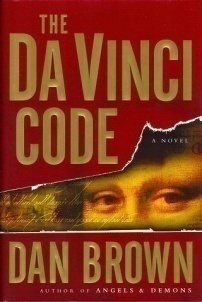 THE
DA VINCI
CODE
A NOVEL
DAN BROWN
AUTHOR OF ANGELS & DEMONS